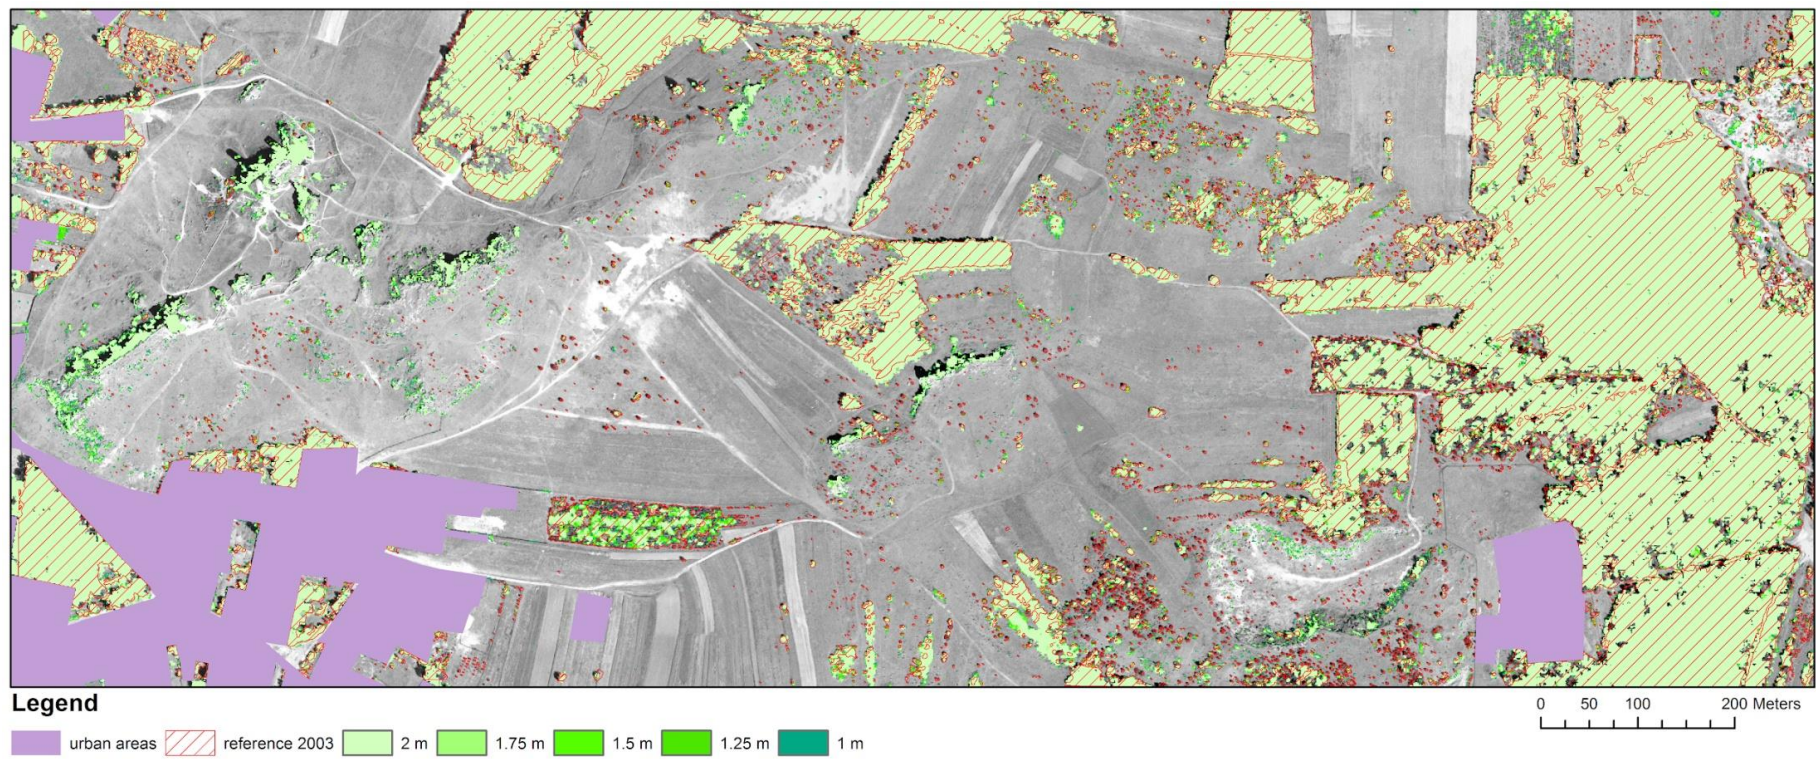 Legend
urban areas reference 2003 2 m 1.75 m 1.5 m 1.25 m 1 m
0 50 100 200 Meters